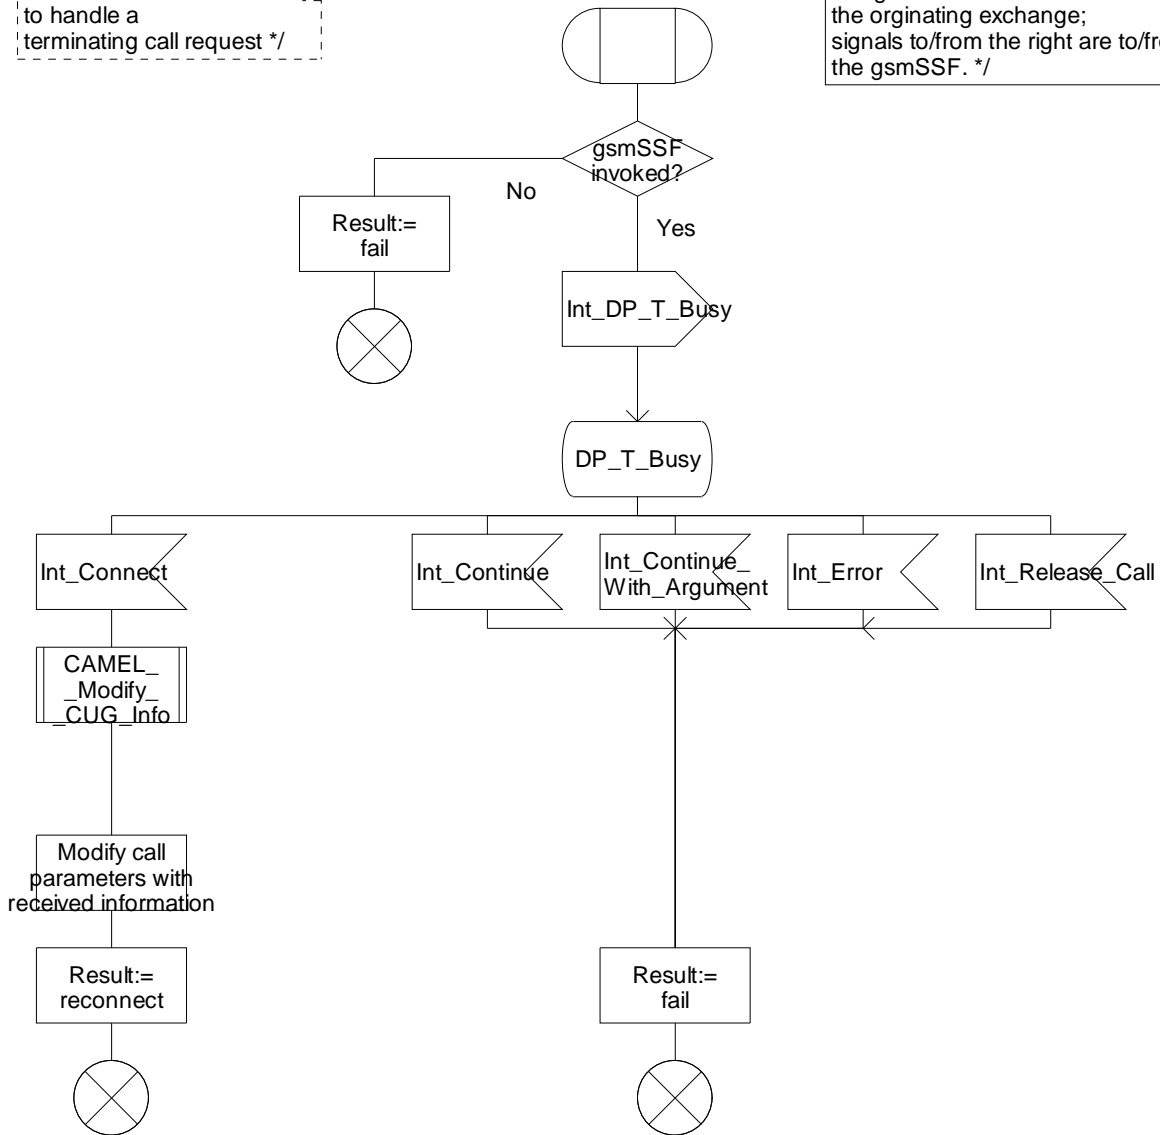 to handle a
terminating call request */
the orginating exchange;
signals to/from the right are to/fro
the gsmSSF. */
gsmSSF
invoked?
No
Yes
Result:=
fail
Int_DP_T_Busy
DP_T_Busy
Int_Connect
Int_Continue
Int_Continue_
With_Argument
Int_Error
Int_Release_Call
CAMEL_
_Modify_
_CUG_Info
Modify call
parameters with
received information
Result:=
reconnect
Result:=
fail